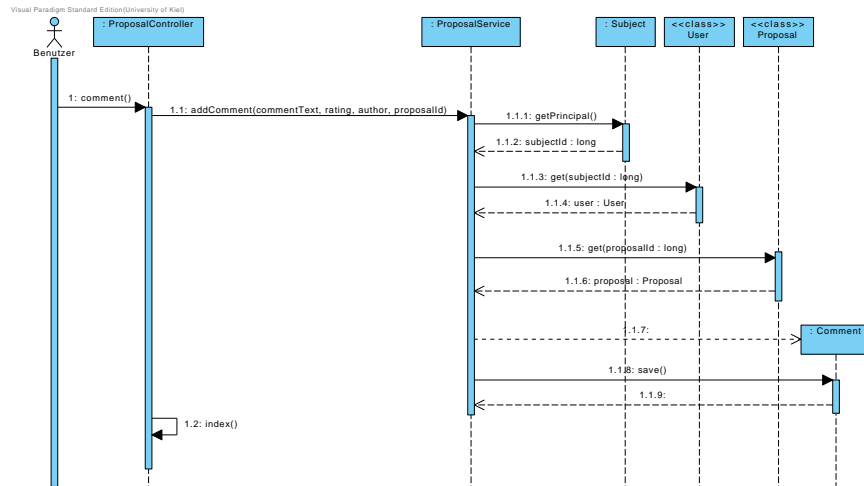 Visual Paradigm Standard Edition(University of Kiel)
: ProposalController
: ProposalService
: Subject
<<class>>
User
<<class>>
Proposal
Benutzer
1: comment()
1.1: addComment(commentText, rating, author, proposalId)
1.1.1: getPrincipal()
1.1.2: subjectId : long
1.1.3: get(subjectId : long)
1.1.4: user : User
1.1.5: get(proposalId : long)
1.1.6: proposal : Proposal
1.1.7:
: Comment
1.1.8: save()
1.1.9:
1.2: index()